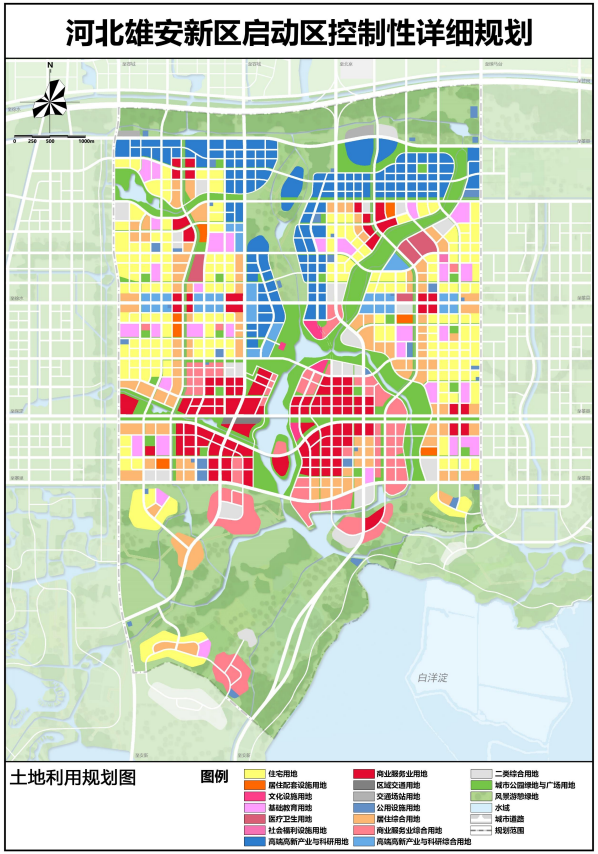 河北雄安新区启动区控制性详细规划
N
0 250 500 1000m
白洋淀
土地利用规划图
图例
住宅用地
居住配套设施用地
文化设施用地
基础教育用地
医疗卫生用地
社会福利设施用地
高端高新产业与科研用地
商业服务业用地
区域交通用地
交通场站用地
公用设施用地
居住综合用地
商业服务业综合用地
高端高新产业与科研综合用地
二类综合用地
城市公园绿地与广场用地
风景游憩绿地
水域
城市道路
规划范围